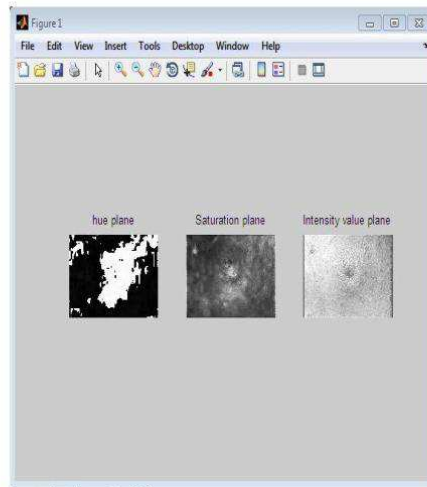 Figure 1
File Edit View Insert Tools Desktop Window Help
hue plane Saturation plane Intensity value plane